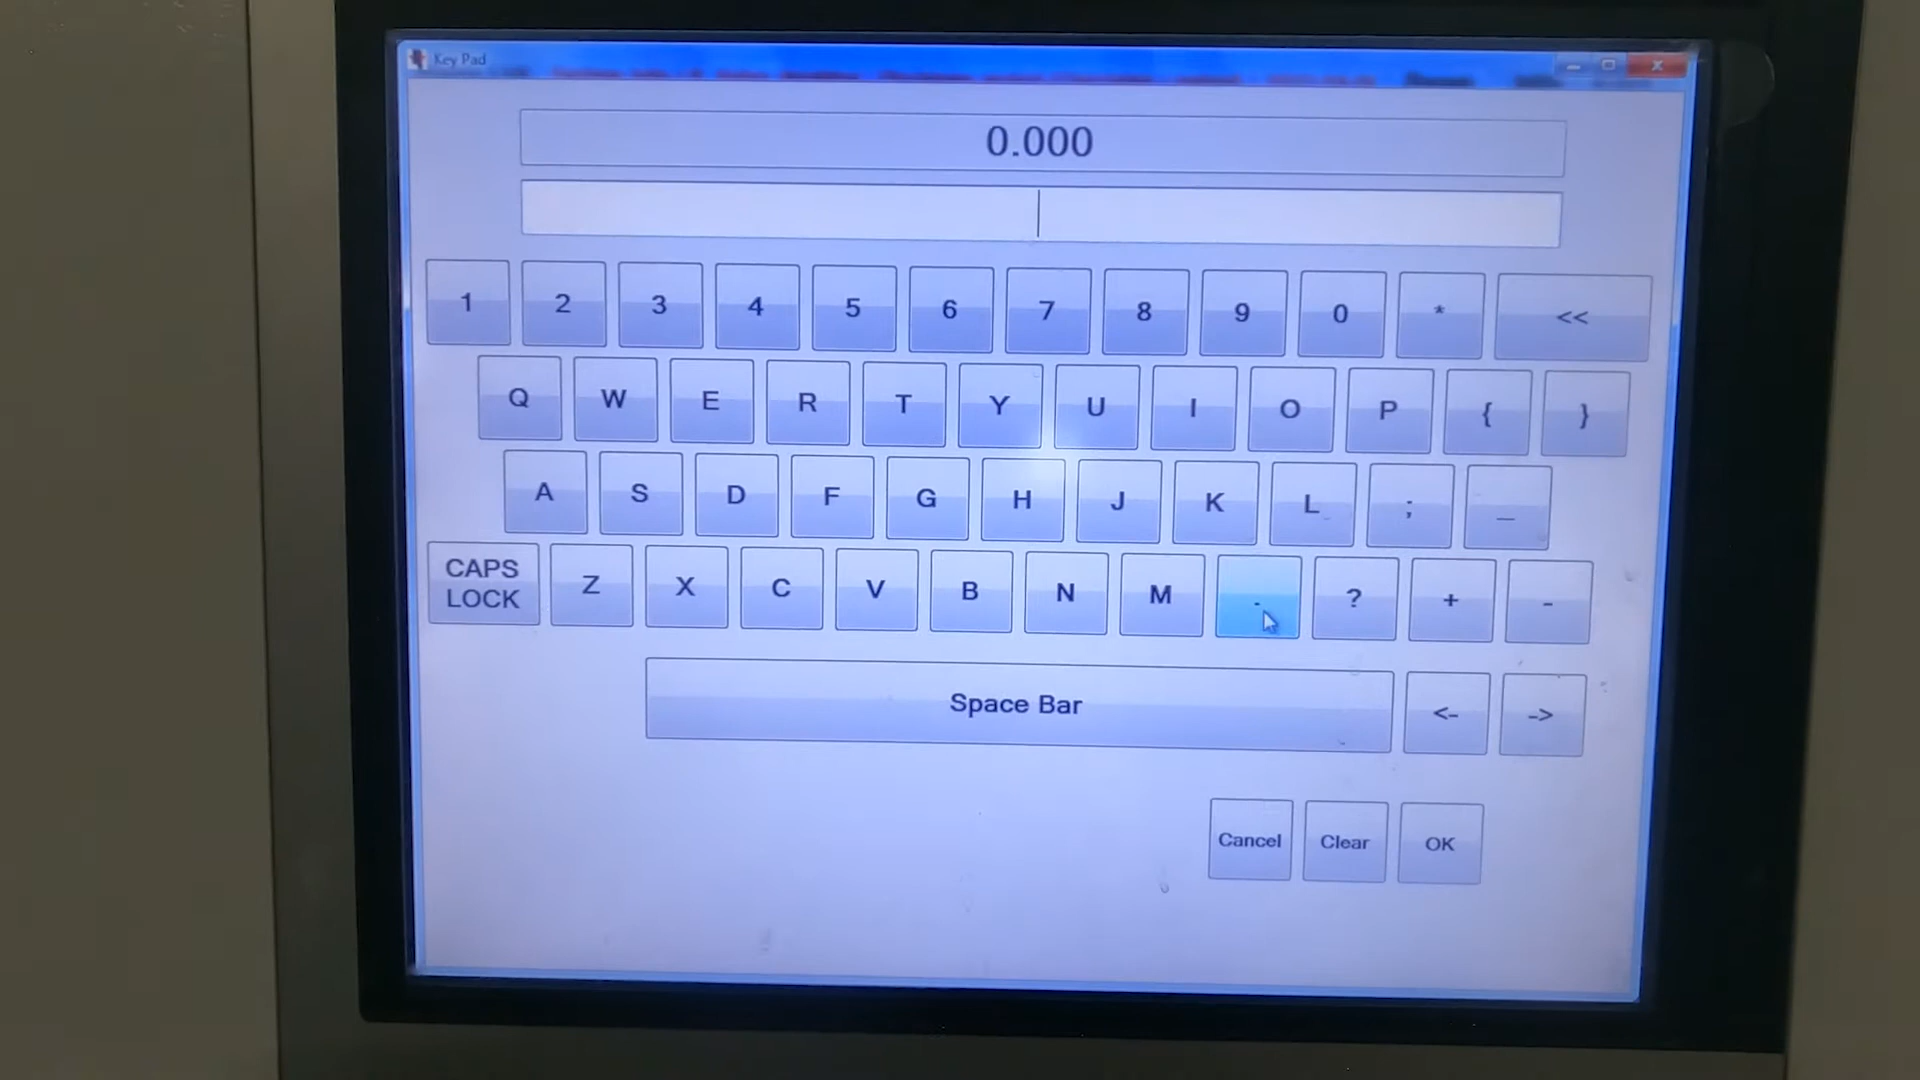 Key Pad
0.000
1 2 3 4 5 6 7 8 9 0 * <<
Q W E R T Y U I O P { }
A S D F G H J K L ; _
CAPS LOCK Z X C V B N M . ? + -
Space Bar <- ->
Cancel Clear OK